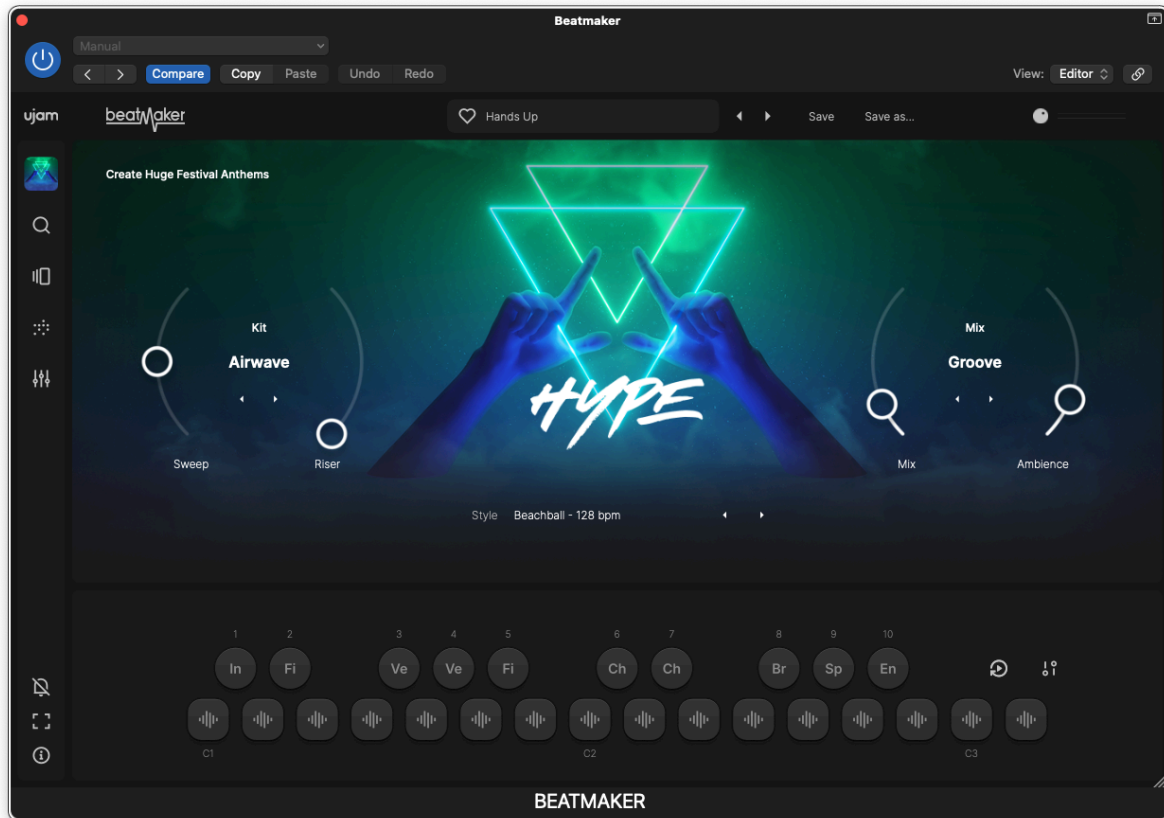 Beatmaker
Manual
Compare Copy Paste Undo Redo View: Editor
ujam beatMaker Hands Up Save Save as...
Create Huge Festival Anthems
Kit
Airwave
Sweep Riser
HYPE
Mix
Groove
Mix Ambience
Style Beachball - 128 bpm
1 2 3 4 5 6 7 8 9 10
In Fi Ve Ve Fi Ch Ch Br Sp En
C1 C2 C3
BEATMAKER